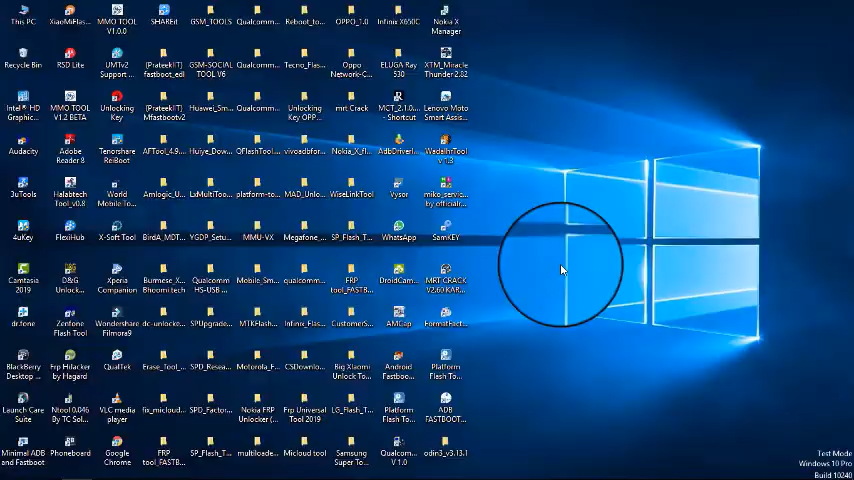 This PC
XiaoMiFlas...
MMO TOOL
V1.0.0
SHAREit
GSM_TOOLS
Qualcomm...
Reboot_to...
OPPO_1.0
Infinix X650C
Nokia X
Manager
Recycle Bin
RSD Lite
UMTv2
Support ...
[PrateekIT]
fastboot_edl
GSM-SOCIAL
TOOL V6
Qualcomm...
Tecno_Flas...
Oppo
Network-C...
ELUGA Ray
530
XTM_Miracle
Thunder 2.82
Intel® HD
Graphic...
MMO TOOL
V1.2 BETA
Unlocking
Key
[PrateekIT]
Mfastbootv2
Huawei_Sm...
Qualcomm...
Unlocking
Key OPP...
mrt Crack
MCT_2.1.0....
- Shortcut
Lenovo Moto
Smart Assis...
Audacity
Adobe
Reader 8
Tenorshare
ReiBoot
AFTool_4.9....
Huiye_Dow...
QFlashTool...
vivoadbfor...
Nokia_X_fl...
AdbDriverI...
WadalhrTool
v 1.3
3uTools
Halabtech
Tool_v0.8
World
Mobile To...
Amlogic_U...
LxMultiToo...
platform-to...
MAD_Unlo...
WiseLinkTool
Vysor
miko_servic...
by officialr...
4uKey
FlexiHub
X-Soft Tool
BirdA_MDT...
YGDP_Setu...
MMU-VX
Megafone_...
SP_Flash_T...
WhatsApp
SamKEY
Camtasia
2019
D&G
Unlock...
Xperia
Companion
Burmese_X...
Bhoomi.tech
Qualcomm
HS-USB ...
Mobile_Sm...
qualcomm...
FRP
tool_FASTB...
DroidCam...
MRT CRACK
V2.60 KAR...
dr.fone
Zenfone
Flash Tool
Wondershare
Filmora9
dc-unlocke...
SPUpgrade...
MTKFlash...
Infinix_Flas...
CustomerS...
AMCap
FormatFact...
BlackBerry
Desktop ...
Frp Hijacker
by Hagard
QualTek
Erase_Tool_...
SPD_Resea...
Motorola_F...
CSDownlo...
Big Xiaomi
Unlock To...
Android
Fastboo...
Platform
Flash To...
Launch Care
Suite
Ntool 0.046
By TC Sol...
VLC media
player
fix_micloud...
SPD_Factor...
Nokia FRP
Unlocker (...
Frp Universal
Tool 2019
LG_Flash_T...
Platform
Flash To...
ADB
FASTBOOT...
Minimal ADB
and Fastboot
Phoneboard
Google
Chrome
FRP
tool_FASTB...
SP_Flash_T...
multiloade...
Micloud tool
Samsung
Super To...
Qualcom...
V 1.0
odin3_v3.13.1
Test Mode
Windows 10 Pro
Build 10240